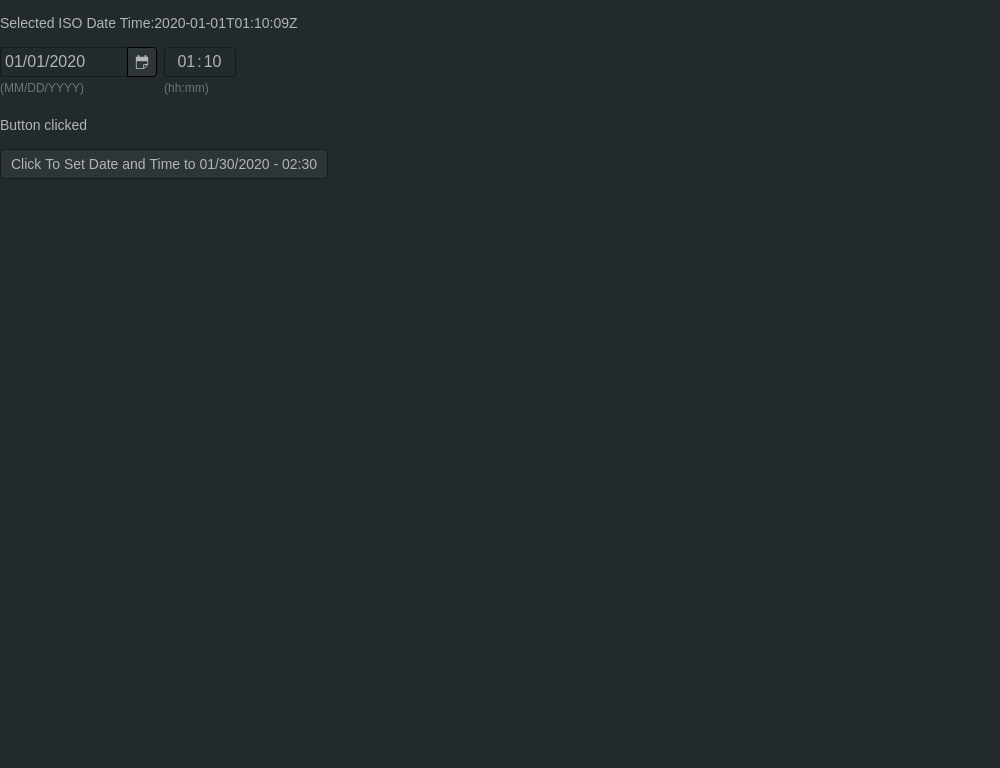 Selected ISO Date Time:2020-01-01T01:10:09Z
01/01/2020 01:10
(MM/DD/YYYY) (hh:mm)
Button clicked
Click To Set Date and Time to 01/30/2020 - 02:30